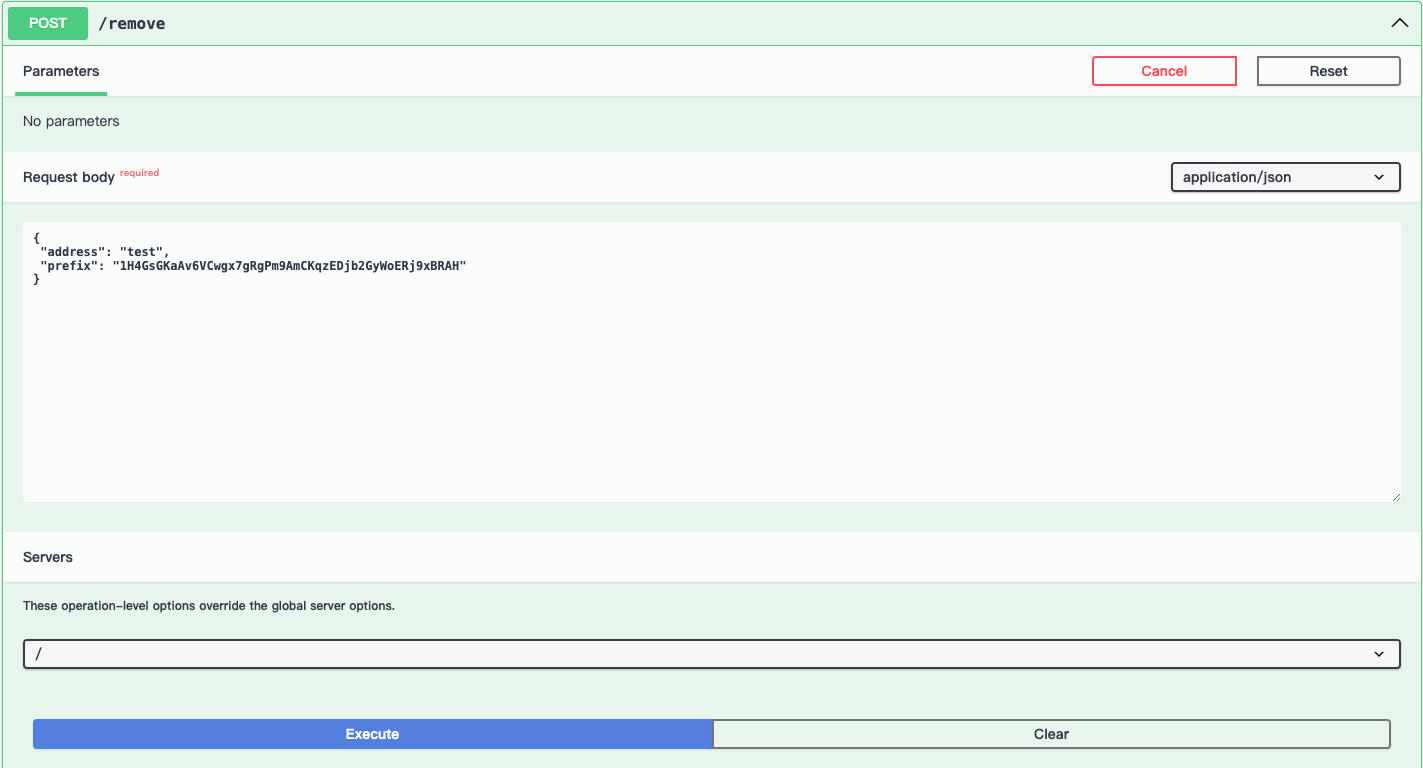 POST /remove
Parameters
Cancel
Reset
No parameters
Request body required
application/json
{
"address": "test",
"prefix": "1H4GsGKaAv6VCwgx7gRgPm9AmCKqzEDjb2GyWoERj9xBRAH"
}
Servers
These operation-level options override the global server options.
/
Execute
Clear